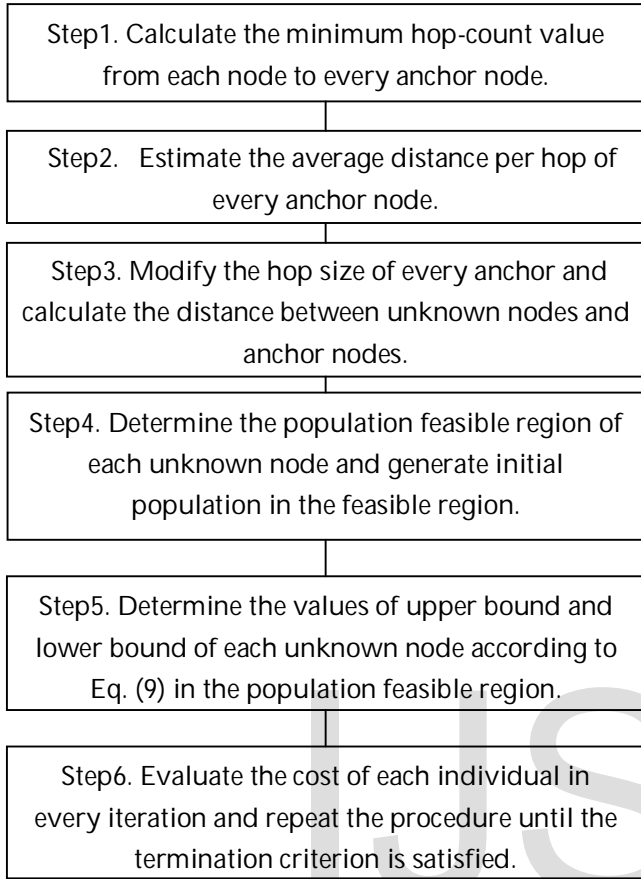 Step1. Calculate the minimum hop-count value
from each node to every anchor node.
Step2. Estimate the average distance per hop of
every anchor node.
Step3. Modify the hop size of every anchor and
calculate the distance between unknown nodes and
anchor nodes.
Step4. Determine the population feasible region of
each unknown node and generate initial
population in the feasible region.
Step5. Determine the values of upper bound and
lower bound of each unknown node according to
Eq. (9) in the population feasible region.
Step6. Evaluate the cost of each individual in
every iteration and repeat the procedure until the
termination criterion is satisfied.
IJS